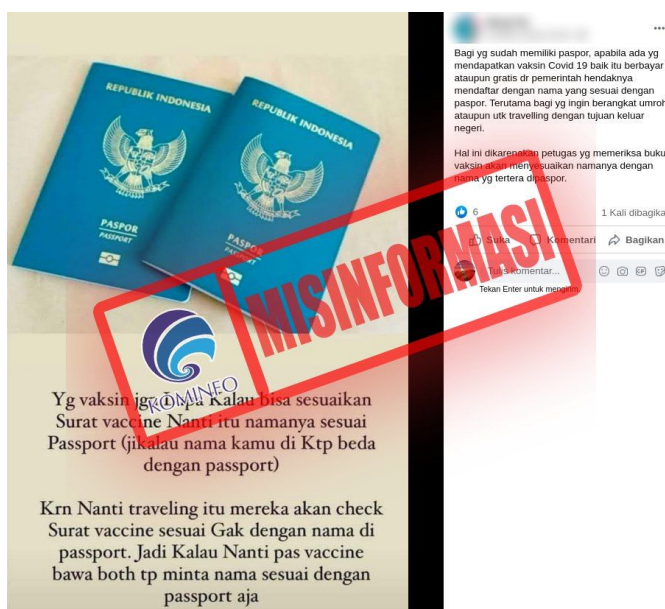 REPUBLIK INDONESIA
PASPOR
PASSPORT
REPUBLIK INDONESIA
PASPOR
PASSPORT
MISINFORMASI
KOMINFO
Yg vaksin jgn Lupa Kalau bisa sesuaikan
Surat vaccine Nanti itu namanya sesuai
Passport (jikalau nama kamu di Ktp beda
dengan passport)
Krn Nanti traveling itu mereka akan check
Surat vaccine sesuai Gak dengan nama di
passport. Jadi Kalau Nanti pas vaccine
bawa both tp minta nama sesuai dengan
passport aja
Bagi yg sudah memiliki paspor, apabila ada yg
mendapatkan vaksin Covid 19 baik itu berbayar
ataupun gratis dr pemerintah hendaknya
mendaftar dengan nama yang sesuai dengan
paspor. Terutama bagi yg ingin berangkat umroh
ataupun utk travelling dengan tujuan keluar
negeri.
Hal ini dikarenakan petugas yg memeriksa buku
vaksin akan menyesuaikan namanya dengan
nama yg tertera dipaspor.
6
1 Kali dibagika
Suka Komentari Bagikan
Tulis komentar...
GIF
Tekan Enter untuk mengirim.